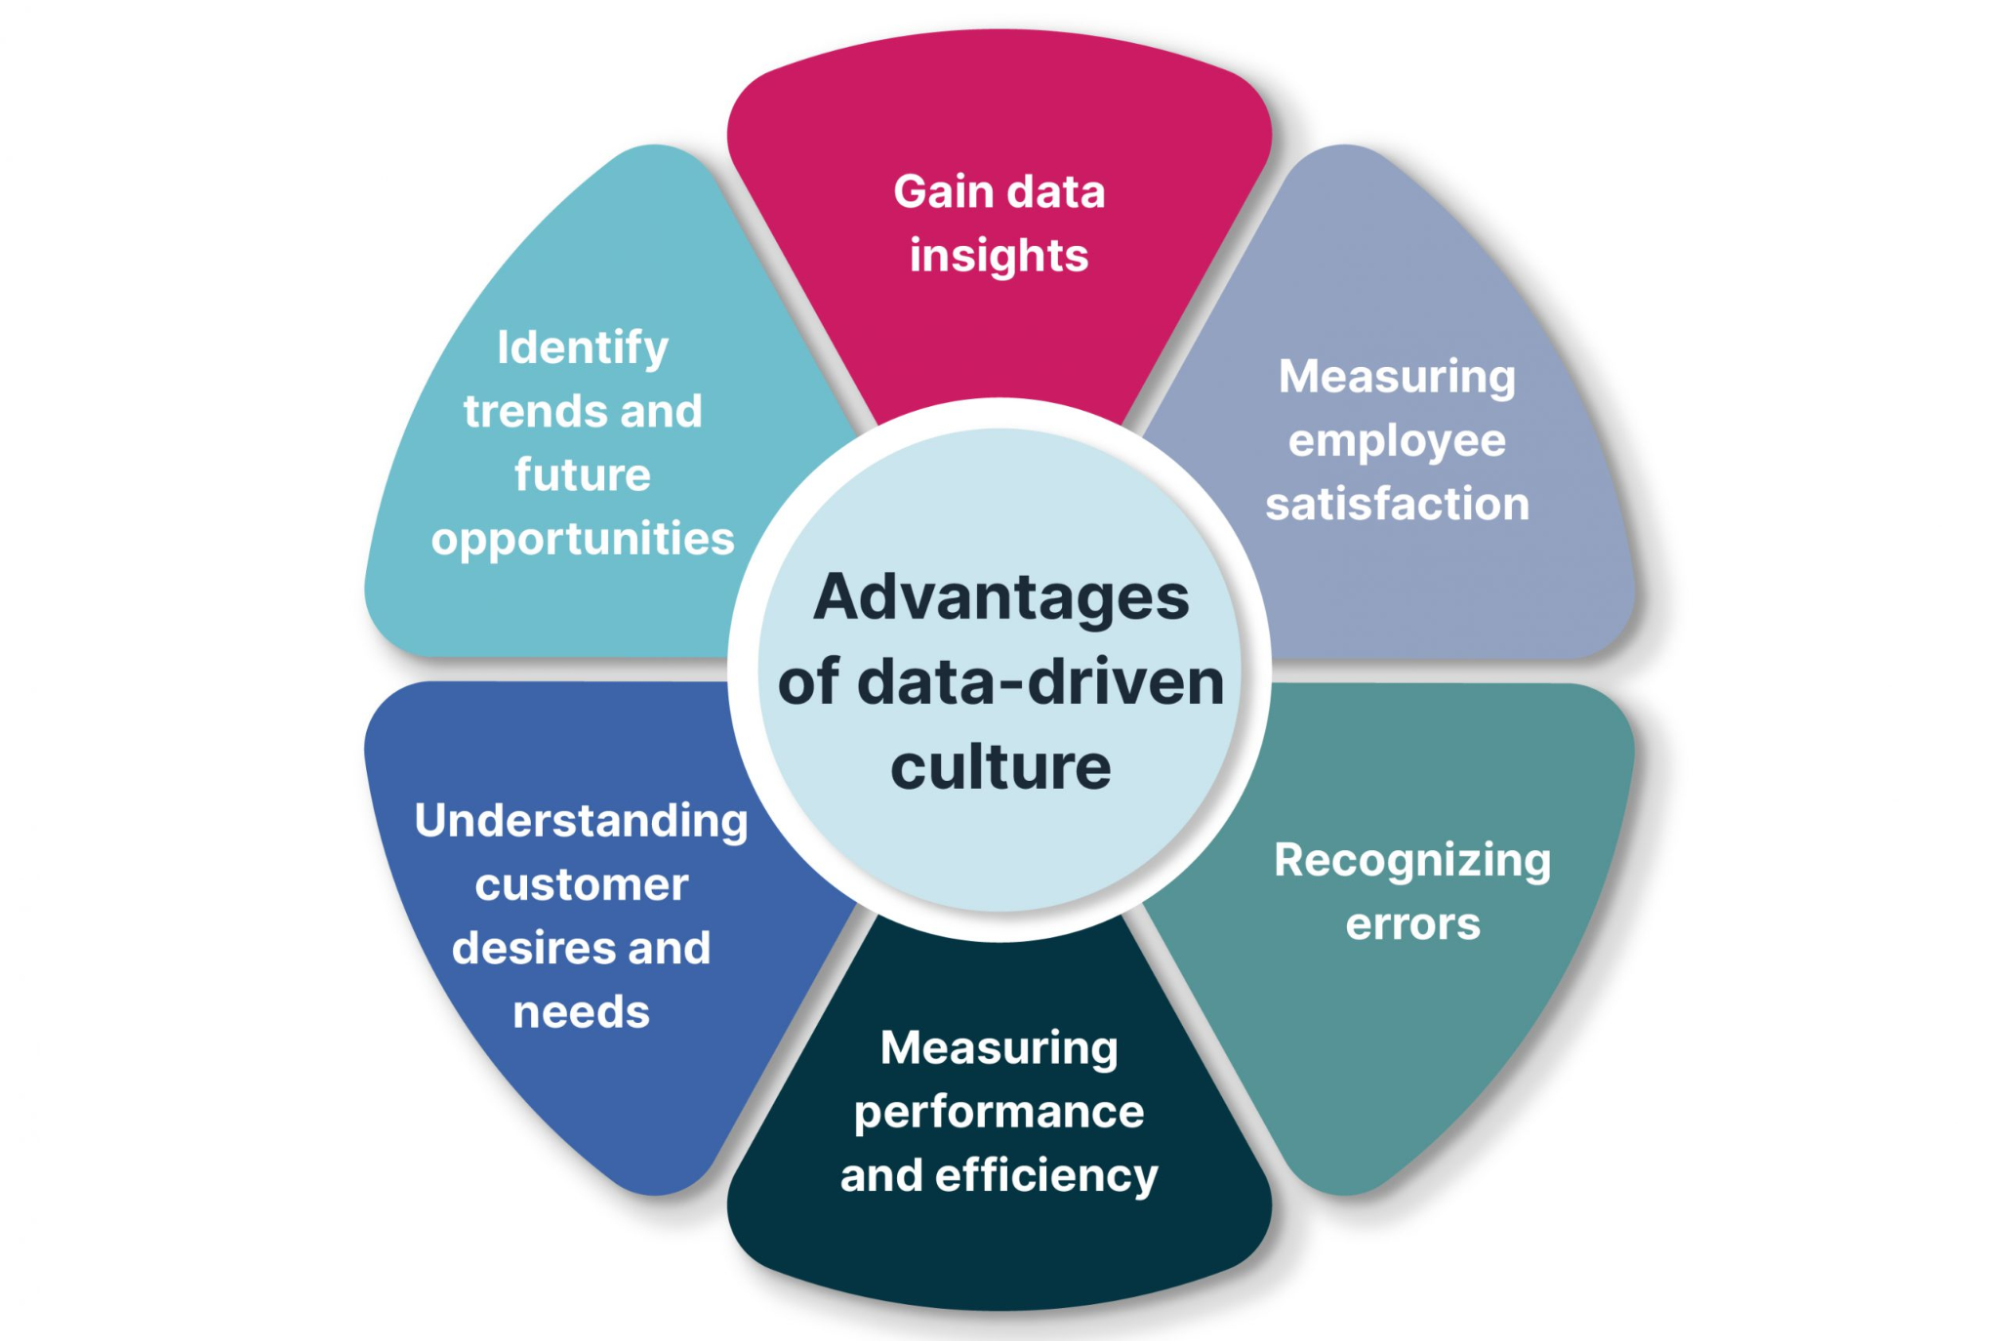 Gain data
insights
Measuring
employee
satisfaction
Recognizing
errors
Measuring
performance
and efficiency
Understanding
customer
desires and
needs
Identify
trends and
future
opportunities
Advantages
of data-driven
culture